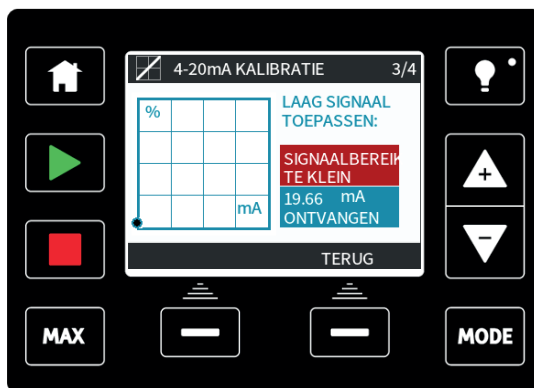 4-20mA KALIBRATIE 3/4
%
mA
LAAG SIGNAAL
TOEPASSEN:
SIGNAALBEREIK
TE KLEIN
19.66 mA
ONTVANGEN
TERUG
+
−
MAX
MODE